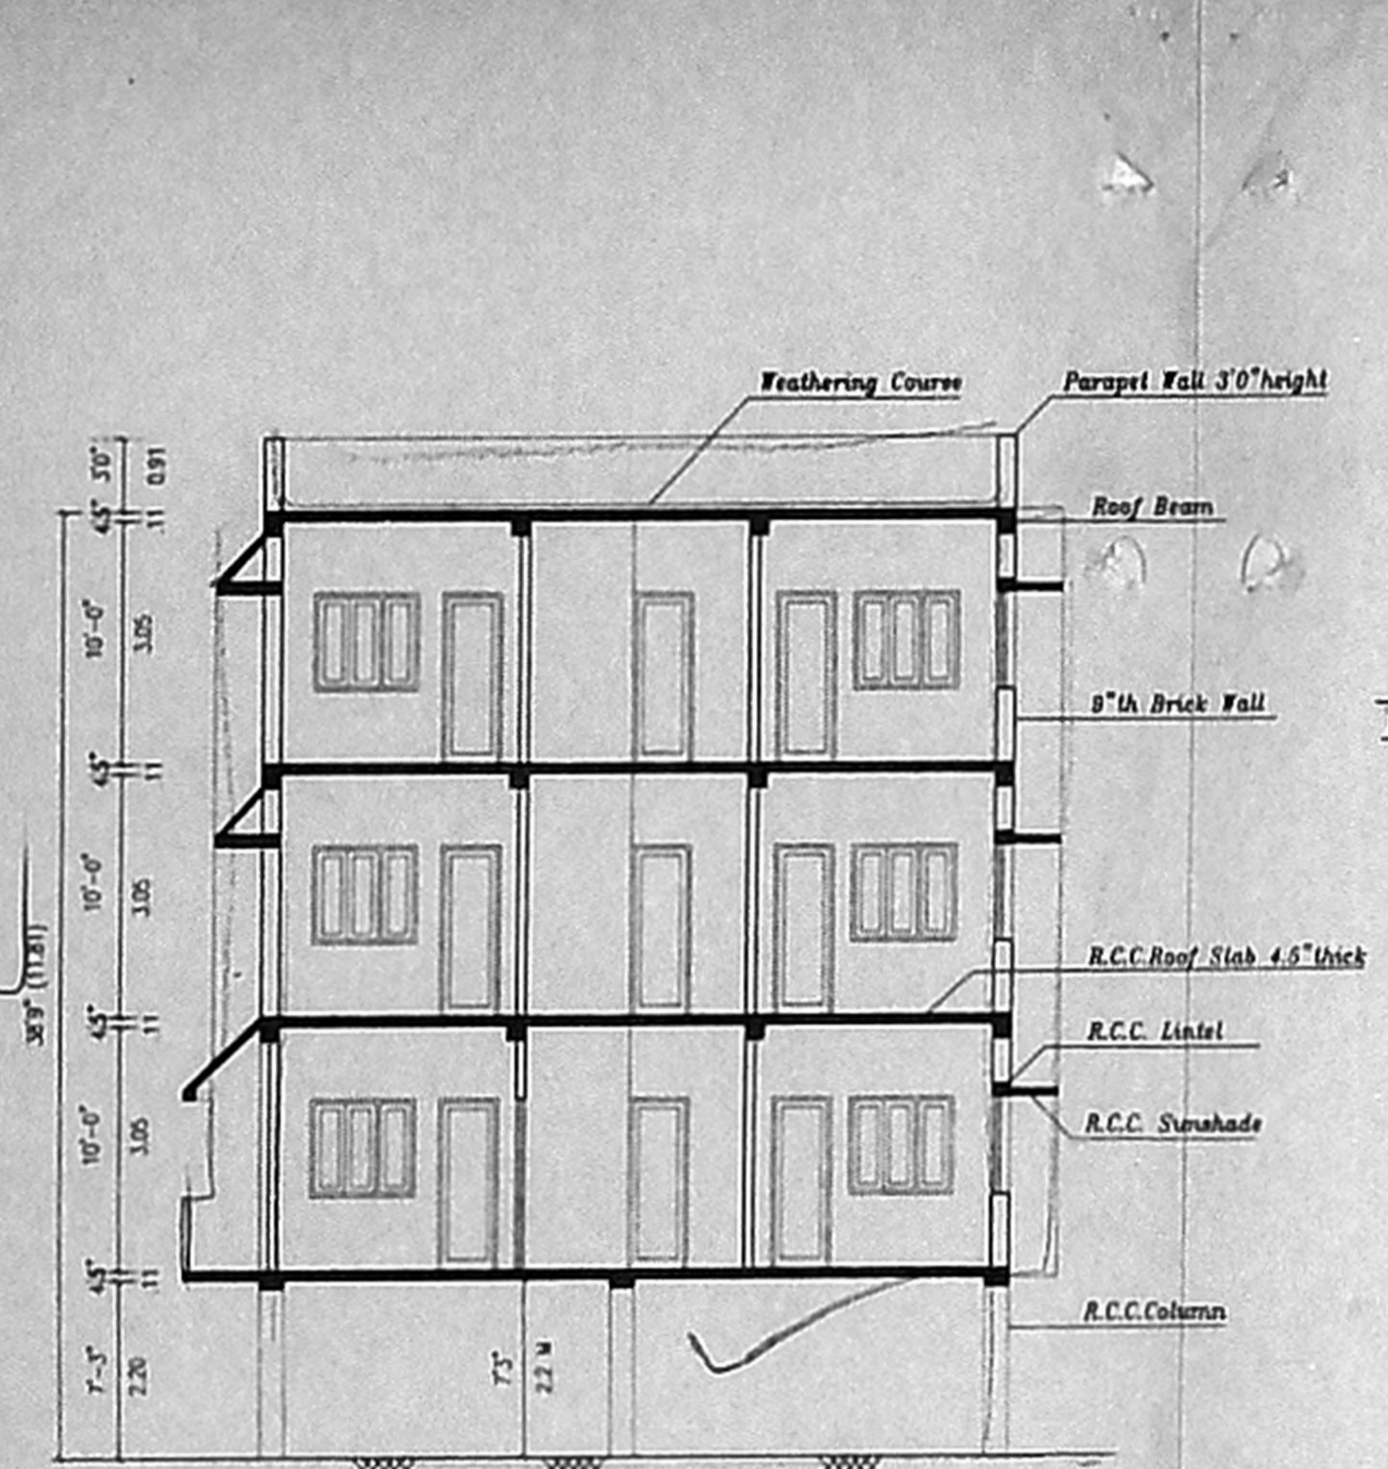 Weathering Course
Parapet Wall 3'0"height
Roof Beam
9"th Brick Wall
R.C.C.Roof Slab 4.5"thick
R.C.C. Lintel
R.C.C. Sunshade
R.C.C.Column
3'0"
0.91
4.5"
.11
10'-0"
3.05
4.5"
.11
10'-0"
3.05
4.5"
.11
10'-0"
3.05
4.5"
.11
7'-3"
2.20
38'9" (11.81)
7'3"
2.2 M